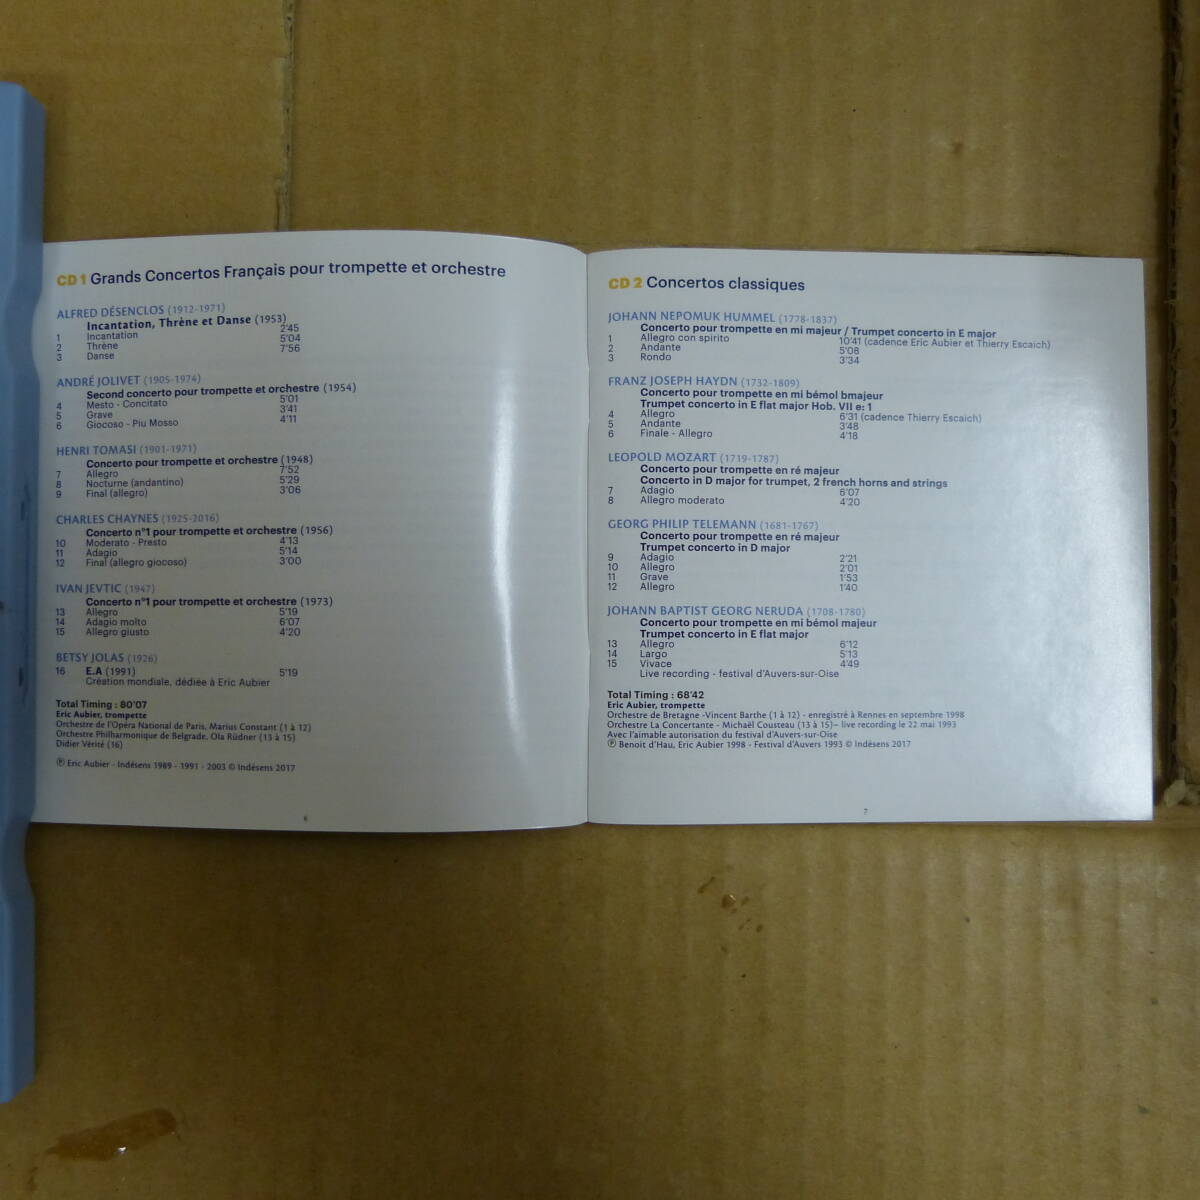 CD 1 Grands Concertos Français pour trompette et orchestre
ALFRED DÉSENCLOS (1912-1971)
Incantation, Thrène et Danse (1953)
1 Incantation 2'45
2 Thrène 5'04
3 Danse 7'56
ANDRÉ JOLIVET (1905-1974)
Second concerto pour trompette et orchestre (1954)
4 Mesto - Concitato 5'01
5 Grave 3'41
6 Giocoso - Piu Mosso 4'11
HENRI TOMASI (1901-1971)
Concerto pour trompette et orchestre (1948)
7 Allegro 7'52
8 Nocturne (andantino) 5'29
9 Final (allegro) 3'06
CHARLES CHAYNES (1925-2016)
Concerto n°1 pour trompette et orchestre (1956)
10 Moderato - Presto 4'13
11 Adagio 5'14
12 Final (allegro giocoso) 3'00
IVAN JEVTIC (1947)
Concerto n°1 pour trompette et orchestre (1973)
13 Allegro 5'19
14 Adagio molto 6'07
15 Allegro giusto 4'20
BETSY JOLAS (1926)
16 E.A (1991) 5'19
Création mondiale, dédiée à Eric Aubier
Total Timing : 80'07
Eric Aubier, trompette
Orchestre de l'Opéra National de Paris, Marius Constant (1 à 12)
Orchestre Philharmonique de Belgrade, Ola Rüdner (13 à 15)
Didier Vérité (16)
℗ Eric Aubier - Indésens 1989 - 1991 - 2003 © Indésens 2017
6
CD 2 Concertos classiques
JOHANN NEPOMUK HUMMEL (1778-1837)
Concerto pour trompette en mi majeur / Trumpet concerto in E major
1 Allegro con spirito 10'41 (cadence Eric Aubier et Thierry Escaich)
2 Andante 5'08
3 Rondo 3'34
FRANZ JOSEPH HAYDN (1732-1809)
Concerto pour trompette en mi bémol bmajeur
Trumpet concerto in E flat major Hob. VII e: 1
4 Allegro 6'31 (cadence Thierry Escaich)
5 Andante 3'48
6 Finale - Allegro 4'18
LEOPOLD MOZART (1719-1787)
Concerto pour trompette en ré majeur
Concerto in D major for trumpet, 2 french horns and strings
7 Adagio 6'07
8 Allegro moderato 4'20
GEORG PHILIP TELEMANN (1681-1767)
Concerto pour trompette en ré majeur
Trumpet concerto in D major
9 Adagio 2'21
10 Allegro 2'01
11 Grave 1'53
12 Allegro 1'40
JOHANN BAPTIST GEORG NERUDA (1708-1780)
Concerto pour trompette en mi bémol majeur
Trumpet concerto in E flat major
13 Allegro 6'12
14 Largo 5'13
15 Vivace 4'49
Live recording - festival d'Auvers-sur-Oise
Total Timing : 68'42
Eric Aubier, trompette
Orchestre de Bretagne -Vincent Barthe (1 à 12) - enregistré à Rennes en septembre 1998
Orchestre La Concertante - Michaël Cousteau (13 à 15)– live recording le 22 mai 1993
Avec l'aimable autorisation du festival d'Auvers-sur-Oise
℗ Benoit d'Hau, Eric Aubier 1998 - Festival d'Auvers 1993 © Indésens 2017
7